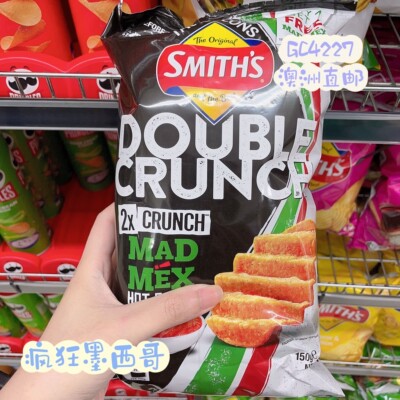 The Original
SMITH'S
GC4227
澳洲直邮
DOUBLE
CRUNCH
2x CRUNCH
MAD
MEX
HOT
疯狂墨西哥
150g